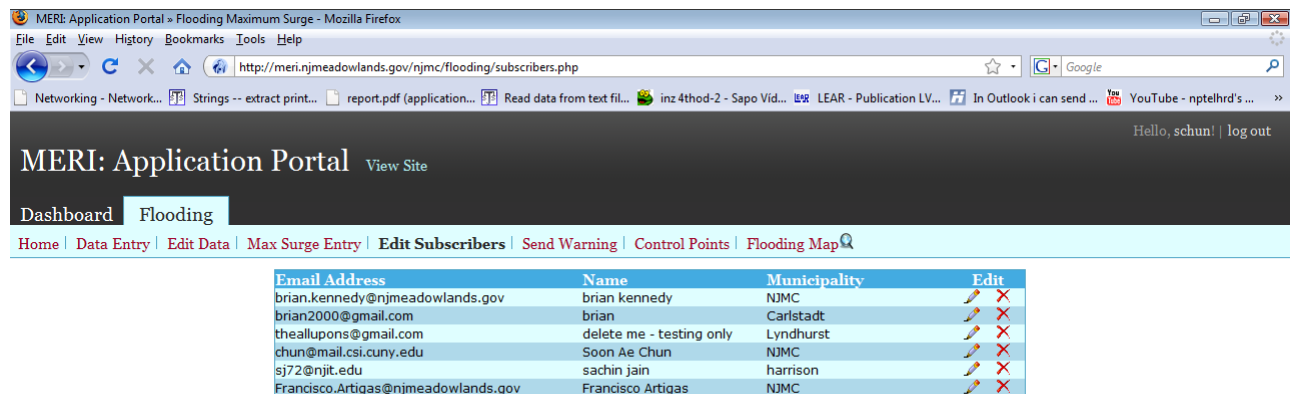 MERI: Application Portal » Flooding Maximum Surge - Mozilla Firefox
File Edit View History Bookmarks Tools Help
http://meri.njmeadowlands.gov/njmc/flooding/subscribers.php G Google
Networking - Network... Strings -- extract print... report.pdf (application... Read data from text fil... inz 4thod-2 - Sapo Víd... LEAR LEAR - Publication LV... In Outlook i can send ... You Tube YouTube - nptelhrd's ... »
Hello, schun! | log out
MERI: Application Portal View Site
Dashboard Flooding
Home | Data Entry | Edit Data | Max Surge Entry | Edit Subscribers | Send Warning | Control Points | Flooding Map
Email Address Name Municipality Edit
brian.kennedy@njmeadowlands.gov brian kennedy NJMC
brian2000@gmail.com brian Carlstadt
theallupons@gmail.com delete me - testing only Lyndhurst
chun@mail.csi.cuny.edu Soon Ae Chun NJMC
sj72@njit.edu sachin jain harrison
Francisco.Artigas@njmeadowlands.gov Francisco Artigas NJMC